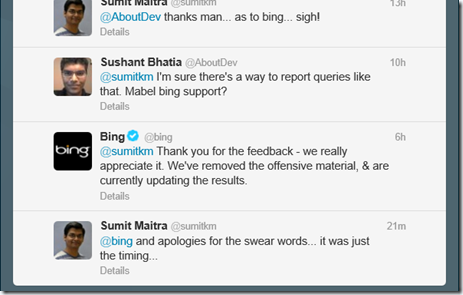 Sumit Maitra @sumitkm 13h
@AboutDev thanks man... as to bing... sigh!
Details
Sushant Bhatia @AboutDev 10h
@sumitkm I'm sure there's a way to report queries like
that. Mabel bing support?
Details
bing
Bing @bing 6h
@sumitkm Thank you for the feedback - we really
appreciate it. We've removed the offensive material, & are
currently updating the results.
Details
Sumit Maitra @sumitkm 21m
@bing and apologies for the swear words... it was just
the timing...
Details